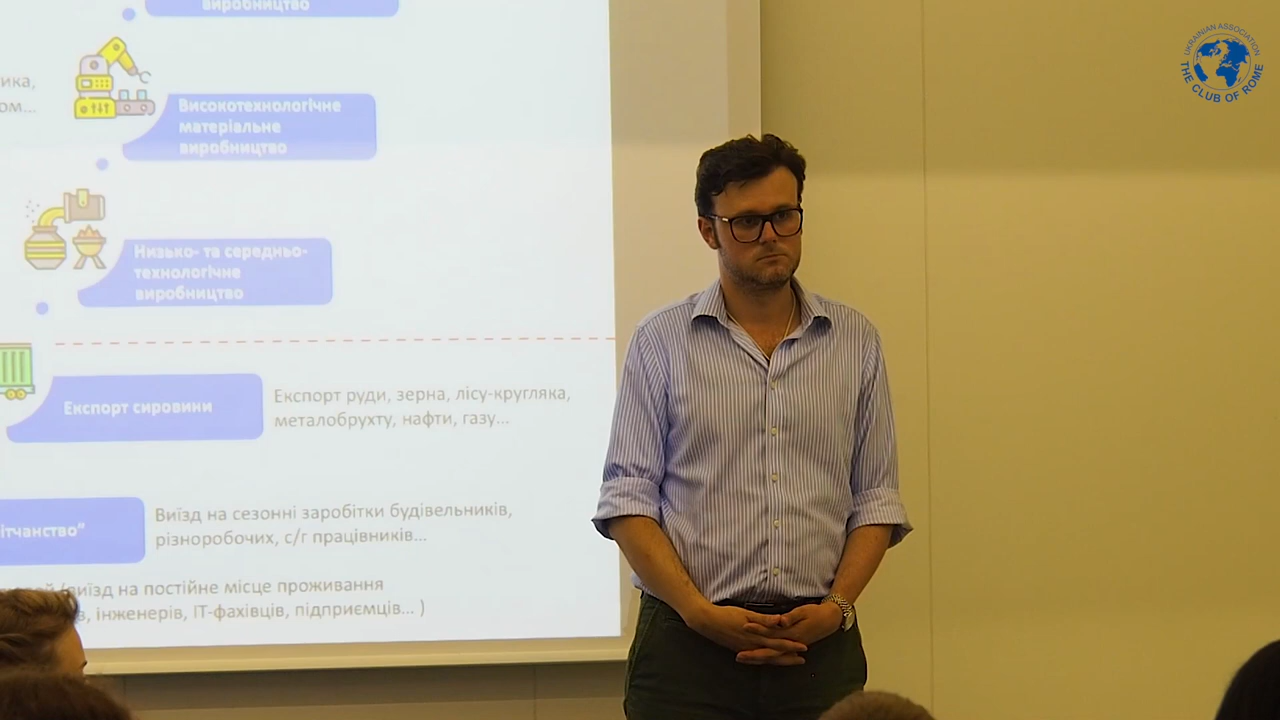 виробництво
ика,
ом...
Високотехнологічне
матеріальне
виробництво
Низько- та середньо-
технологічне
виробництво
Експорт сировини
Експорт руди, зерна, лісу-кругляка,
металобрухту, нафти, газу...
ітчанство"
Виїзд на сезонні заробітки будівельників,
різноробочих, с/г працівників...
виїзд на постійне місце проживання
в, інженерів, ІТ-фахівців, підприємців... )
UKRAINIAN ASSOCIATION
THE CLUB OF ROME